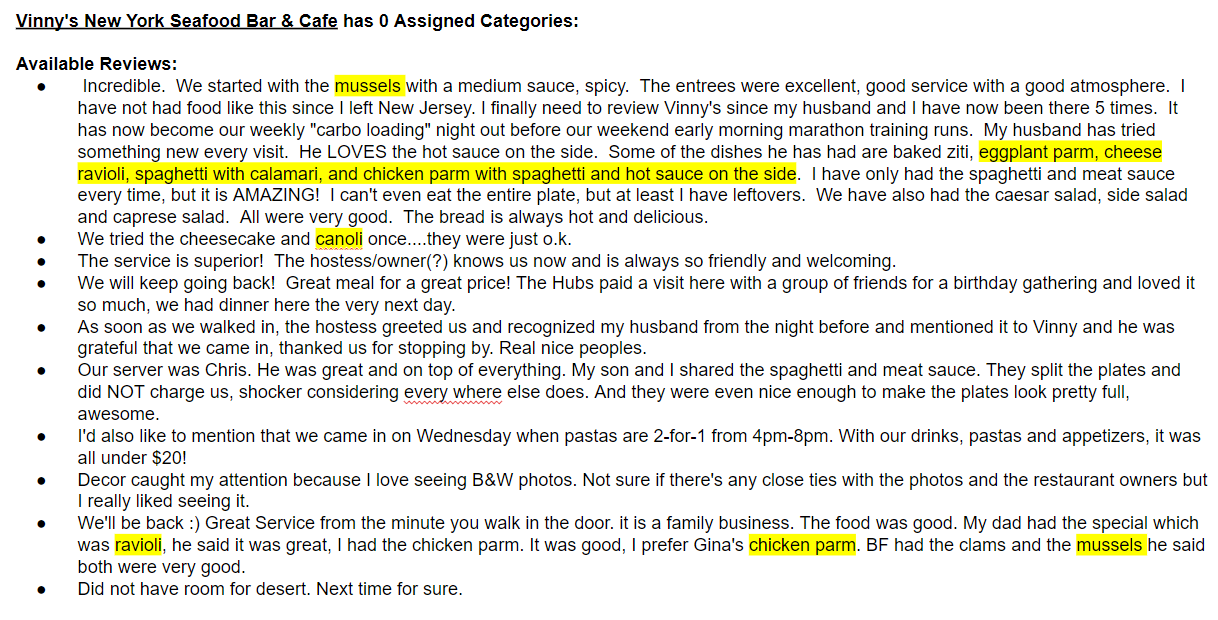 Vinny's New York Seafood Bar & Cafe has 0 Assigned Categories:
Available Reviews:
● Incredible.  We started with the mussels with a medium sauce, spicy.  The entrees were excellent, good service with a good atmosphere.  I
have not had food like this since I left New Jersey. I finally need to review Vinny's since my husband and I have now been there 5 times.  It
has now become our weekly "carbo loading" night out before our weekend early morning marathon training runs.  My husband has tried
something new every visit.  He LOVES the hot sauce on the side.  Some of the dishes he has had are baked ziti, eggplant parm, cheese
ravioli, spaghetti with calamari, and chicken parm with spaghetti and hot sauce on the side.  I have only had the spaghetti and meat sauce
every time, but it is AMAZING!  I can't even eat the entire plate, but at least I have leftovers.  We have also had the caesar salad, side salad
and caprese salad.  All were very good.  The bread is always hot and delicious.
● We tried the cheesecake and canoli once....they were just o.k.
● The service is superior!  The hostess/owner(?) knows us now and is always so friendly and welcoming.
● We will keep going back!  Great meal for a great price! The Hubs paid a visit here with a group of friends for a birthday gathering and loved it
so much, we had dinner here the very next day.
● As soon as we walked in, the hostess greeted us and recognized my husband from the night before and mentioned it to Vinny and he was
grateful that we came in, thanked us for stopping by. Real nice peoples.
● Our server was Chris. He was great and on top of everything. My son and I shared the spaghetti and meat sauce. They split the plates and
did NOT charge us, shocker considering every where else does. And they were even nice enough to make the plates look pretty full,
awesome.
● I'd also like to mention that we came in on Wednesday when pastas are 2-for-1 from 4pm-8pm. With our drinks, pastas and appetizers, it was
all under $20!
● Decor caught my attention because I love seeing B&W photos. Not sure if there's any close ties with the photos and the restaurant owners but
I really liked seeing it.
● We'll be back :) Great Service from the minute you walk in the door. it is a family business. The food was good. My dad had the special which
was ravioli, he said it was great, I had the chicken parm. It was good, I prefer Gina's chicken parm. BF had the clams and the mussels he said
both were very good.
● Did not have room for desert. Next time for sure.